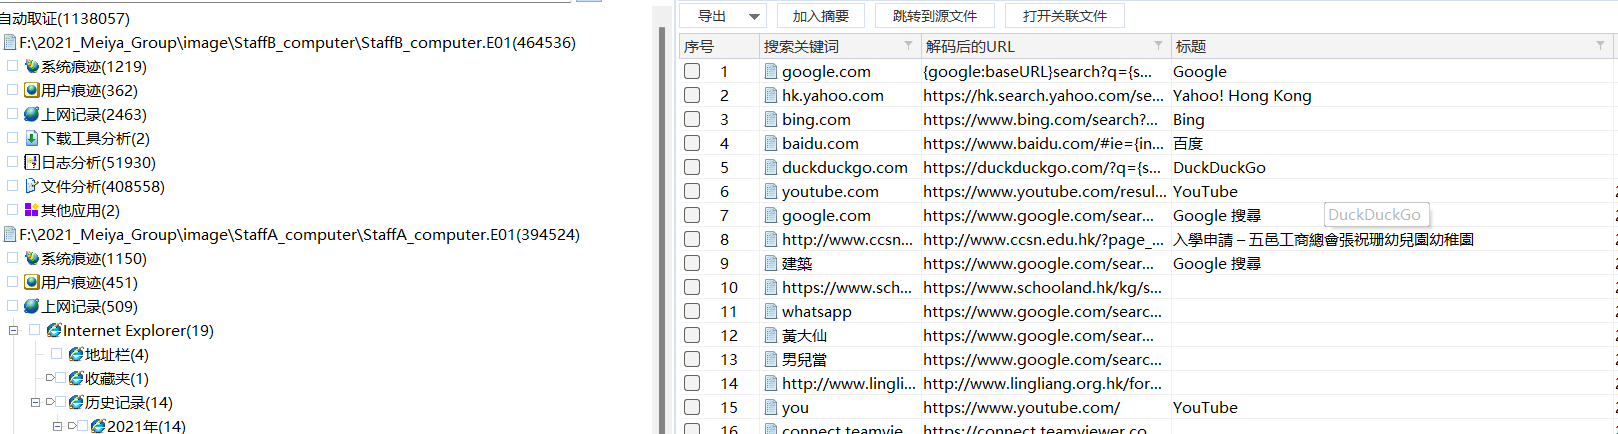 自动取证(1138057)
F:\2021_Meiya_Group\image\StaffB_computer\StaffB_computer.E01(464536)
系统痕迹(1219)
用户痕迹(362)
上网记录(2463)
下载工具分析(2)
日志分析(51930)
文件分析(408558)
其他应用(2)
F:\2021_Meiya_Group\image\StaffA_computer\StaffA_computer.E01(394524)
系统痕迹(1150)
用户痕迹(451)
上网记录(509)
Internet Explorer(19)
地址栏(4)
收藏夹(1)
历史记录(14)
2021年(14)
导出 加入摘要 跳转到源文件 打开关联文件
序号 搜索关键词 解码后的URL 标题
1 google.com {google:baseURL}search?q={s... Google
2 hk.yahoo.com https://hk.search.yahoo.com/se... Yahoo! Hong Kong
3 bing.com https://www.bing.com/search?... Bing
4 baidu.com https://www.baidu.com/#ie={in... 百度
5 duckduckgo.com https://duckduckgo.com/?q={s... DuckDuckGo
6 youtube.com https://www.youtube.com/resul... YouTube
7 google.com https://www.google.com/sear... Google 搜尋
DuckDuckGo
8 http://www.ccsn... http://www.ccsn.edu.hk/?page_... 入學申請 – 五邑工商總會張祝珊幼兒園幼稚園
9 建築 https://www.google.com/sear... Google 搜尋
10 https://www.sch... https://www.schooland.hk/kg/s...
11 whatsapp https://www.google.com/searc...
12 黃大仙 https://www.google.com/sear...
13 男兒當 https://www.google.com/searc...
14 http://www.lingli... http://www.lingliang.org.hk/for...
15 you https://www.youtube.com/ YouTube
16 connect.teamvie... https://connect.teamviewer.co...